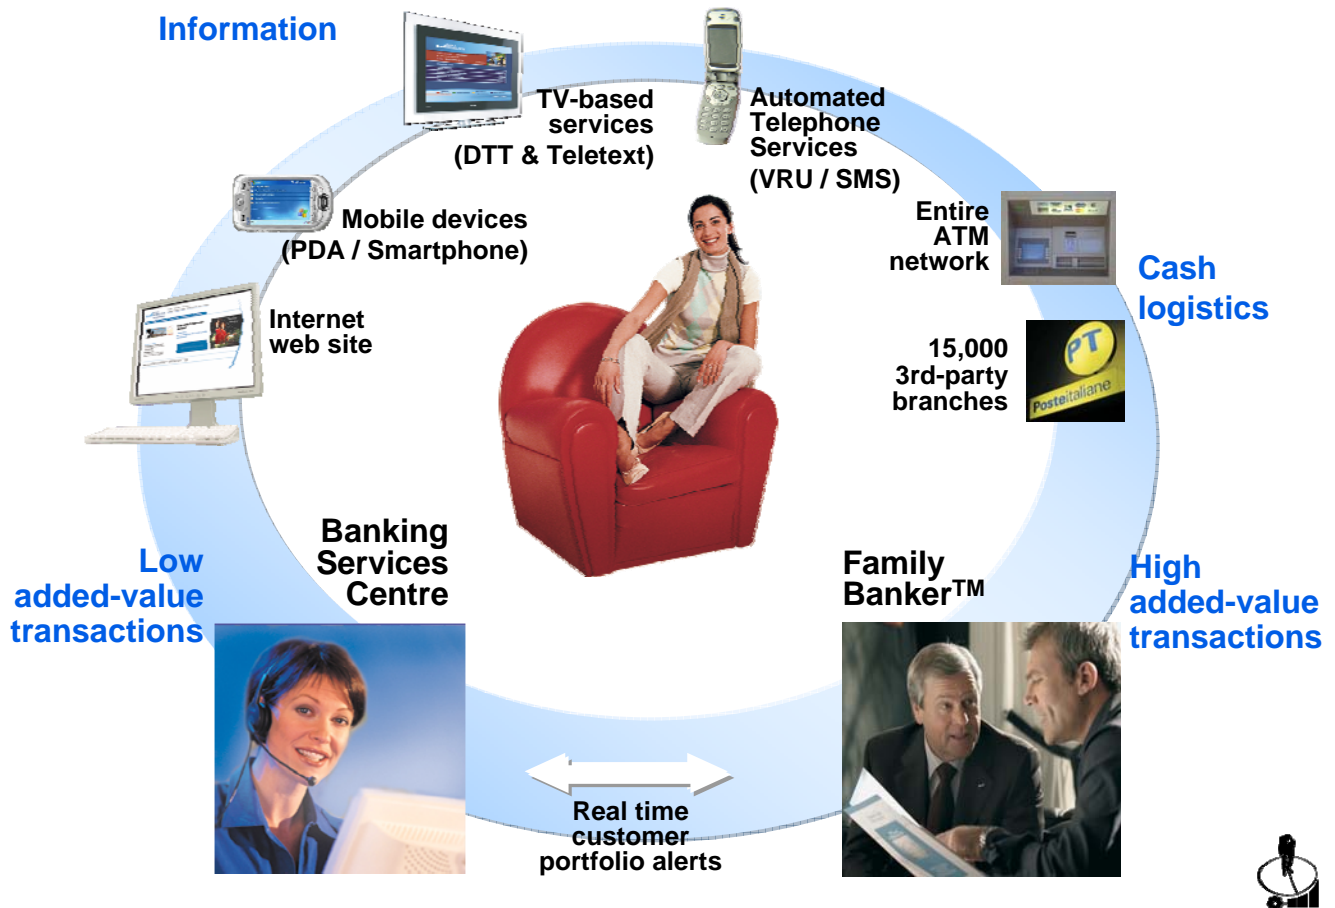 Information
TV-based
services
(DTT & Teletext)
Automated
Telephone
Services
(VRU / SMS)
Mobile devices
(PDA / Smartphone)
Entire
ATM
network
Cash
logistics
Internet
web site
15,000
3rd-party
branches
PT
Posteitaliane
Low
added-value
transactions
Banking
Services
Centre
Family
Banker™
High
added-value
transactions
Real time
customer
portfolio alerts